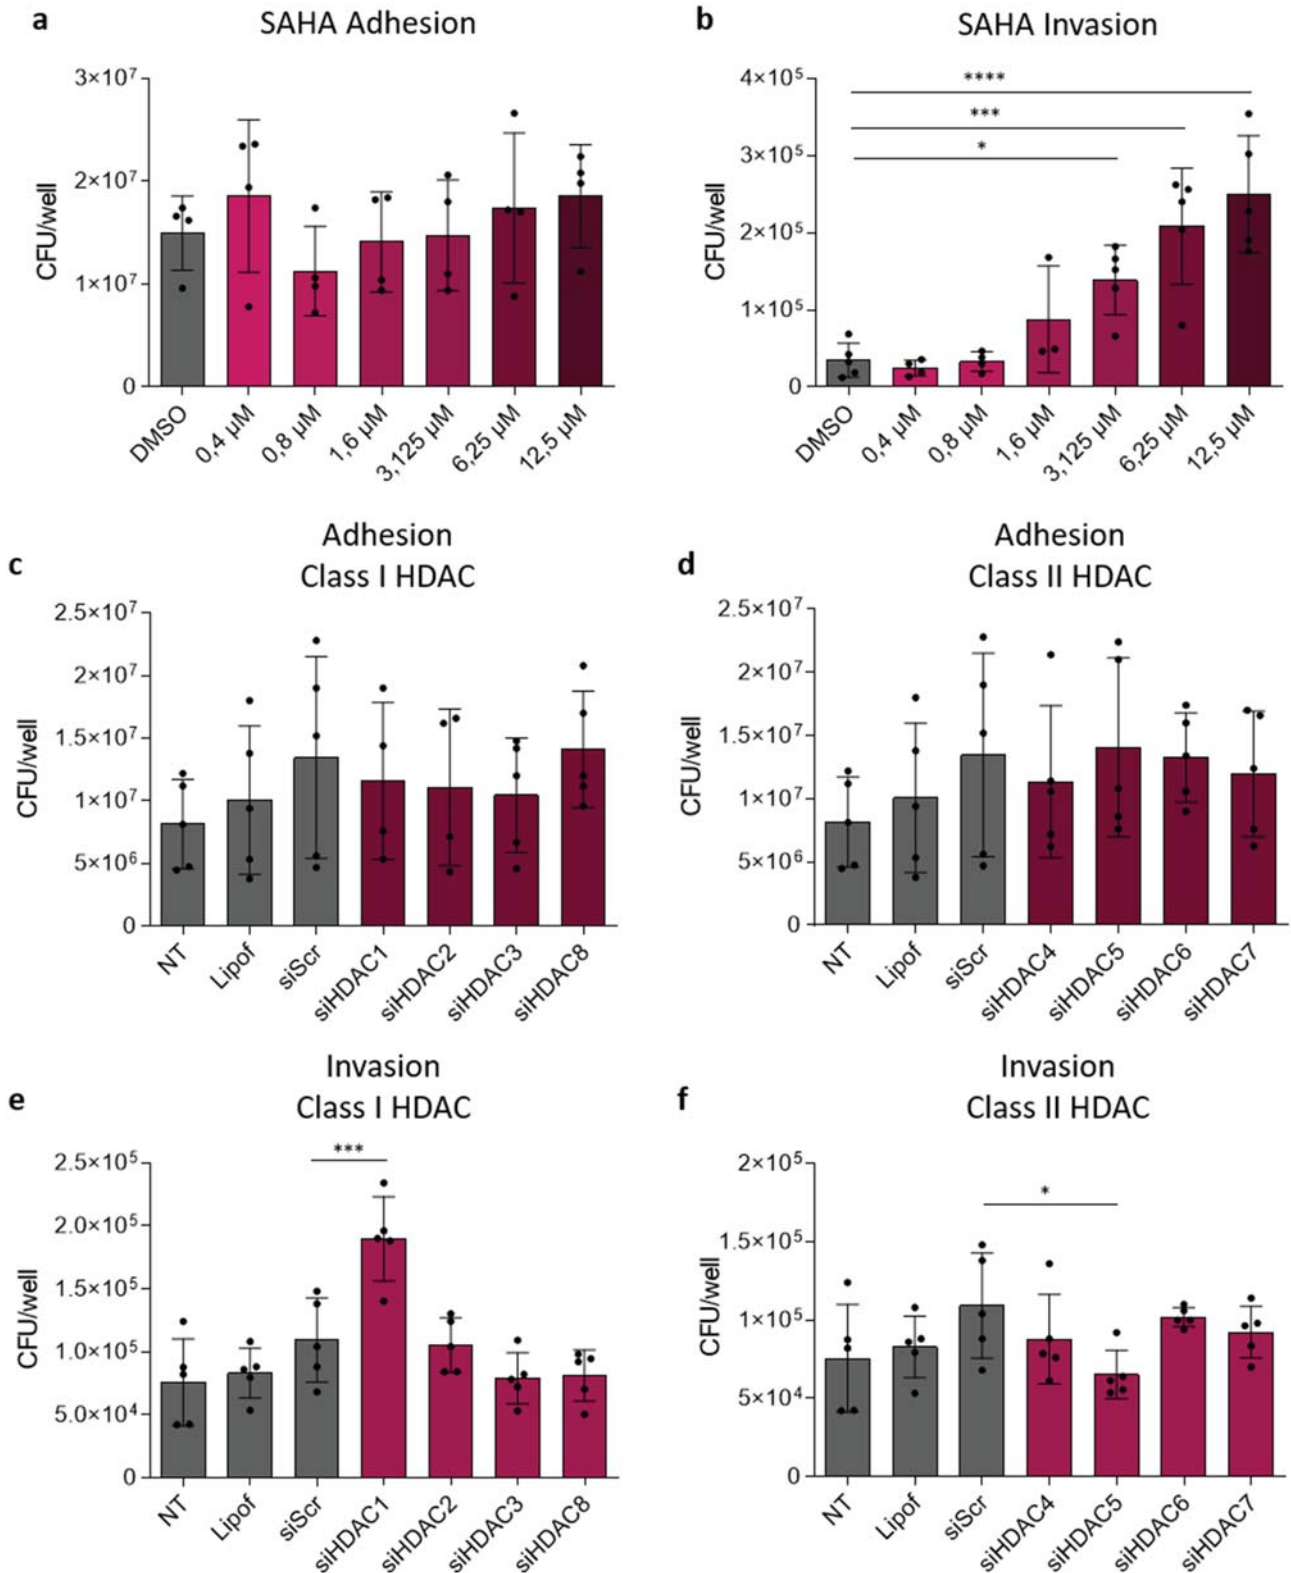 a
SAHA Adhesion
CFU/well
3×10⁷
2×10⁷
1×10⁷
0
DMSO
0,4 µM
0,8 µM
1,6 µM
3,125 µM
6,25 µM
12,5 µM
b
SAHA Invasion
CFU/well
4×10⁵
3×10⁵
2×10⁵
1×10⁵
0
****
***
*
DMSO
0,4 µM
0,8 µM
1,6 µM
3,125 µM
6,25 µM
12,5 µM
c
Adhesion
Class I HDAC
CFU/well
2.5×10⁷
2×10⁷
1.5×10⁷
1×10⁷
5×10⁶
0
NT
Lipof
siScr
siHDAC1
siHDAC2
siHDAC3
siHDAC8
d
Adhesion
Class II HDAC
CFU/well
2.5×10⁷
2×10⁷
1.5×10⁷
1×10⁷
5×10⁶
0
NT
Lipof
siScr
siHDAC4
siHDAC5
siHDAC6
siHDAC7
e
Invasion
Class I HDAC
CFU/well
2.5×10⁵
2.0×10⁵
1.5×10⁵
1.0×10⁵
5.0×10⁴
0
***
NT
Lipof
siScr
siHDAC1
siHDAC2
siHDAC3
siHDAC8
f
Invasion
Class II HDAC
CFU/well
2×10⁵
1.5×10⁵
1×10⁵
5×10⁴
0
*
NT
Lipof
siScr
siHDAC4
siHDAC5
siHDAC6
siHDAC7